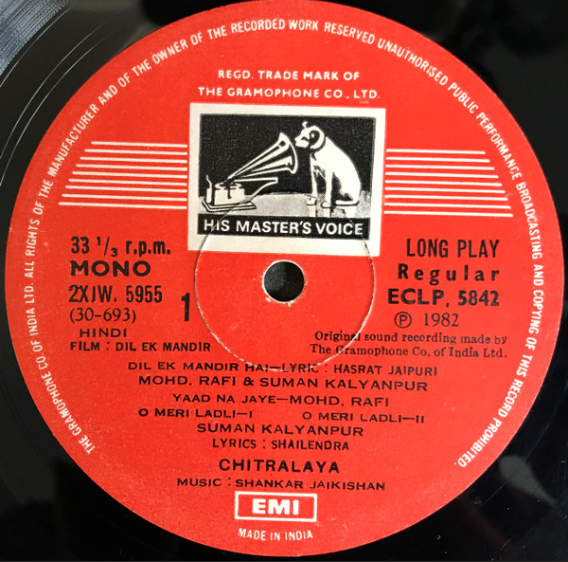 THE GRAMOPHONE CO. OF INDIA LTD. ALL RIGHTS OF THE MANUFACTURER AND OF THE OWNER OF THE RECORDED WORK RESERVED UNAUTHORISED PUBLIC PERFORMANCE BROADCASTING AND COPYING OF THIS RECORD PROHIBITED.
REGD. TRADE MARK OF
THE GRAMOPHONE CO., LTD.
HIS MASTER'S VOICE
33 1/3 r.p.m.
MONO
2XJW. 5955
(30-693)
1
HINDI
FILM : DIL EK MANDIR
LONG PLAY
Regular
ECLP, 5842
℗ 1982
Original sound recording made by
The Gramophone Co. of India Ltd.
DIL EK MANDIR HAI—LYRIC : HASRAT JAIPURI
MOHD. RAFI & SUMAN KALYANPUR
YAAD NA JAYE—MOHD. RAFI
O MERI LADLI—I O MERI LADLI—II
SUMAN KALYANPUR
LYRICS : SHAILENDRA
CHITRALAYA
MUSIC : SHANKAR JAIKISHAN
EMI
MADE IN INDIA